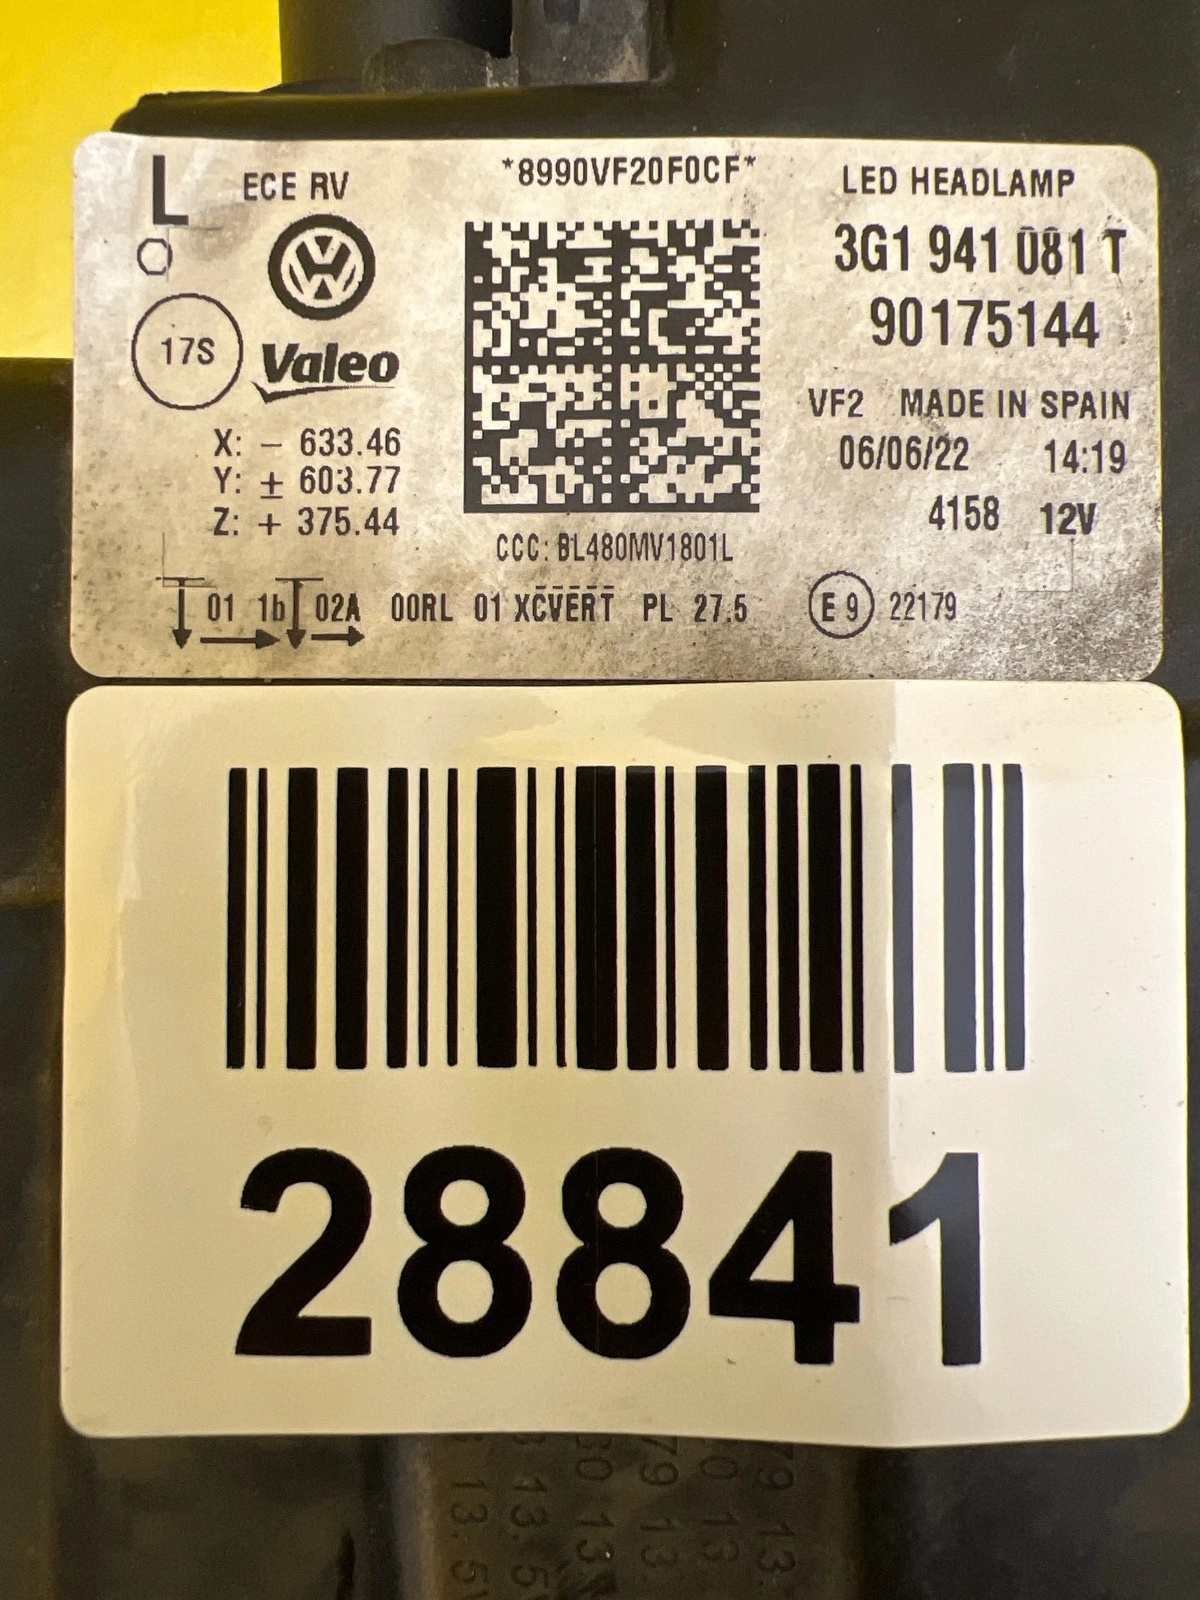 L
ECE RV
*8990VF20F0CF*
LED HEADLAMP
3G1 941 081 T
90175144
17S
Valeo
VF2 MADE IN SPAIN
06/06/22 14:19
4158 12V
X: - 633.46
Y: ± 603.77
Z: + 375.44
CCC: BL480MV1801L
01 1b 02A 00RL 01 XCVERT PL 27.5 E9 22179
28841